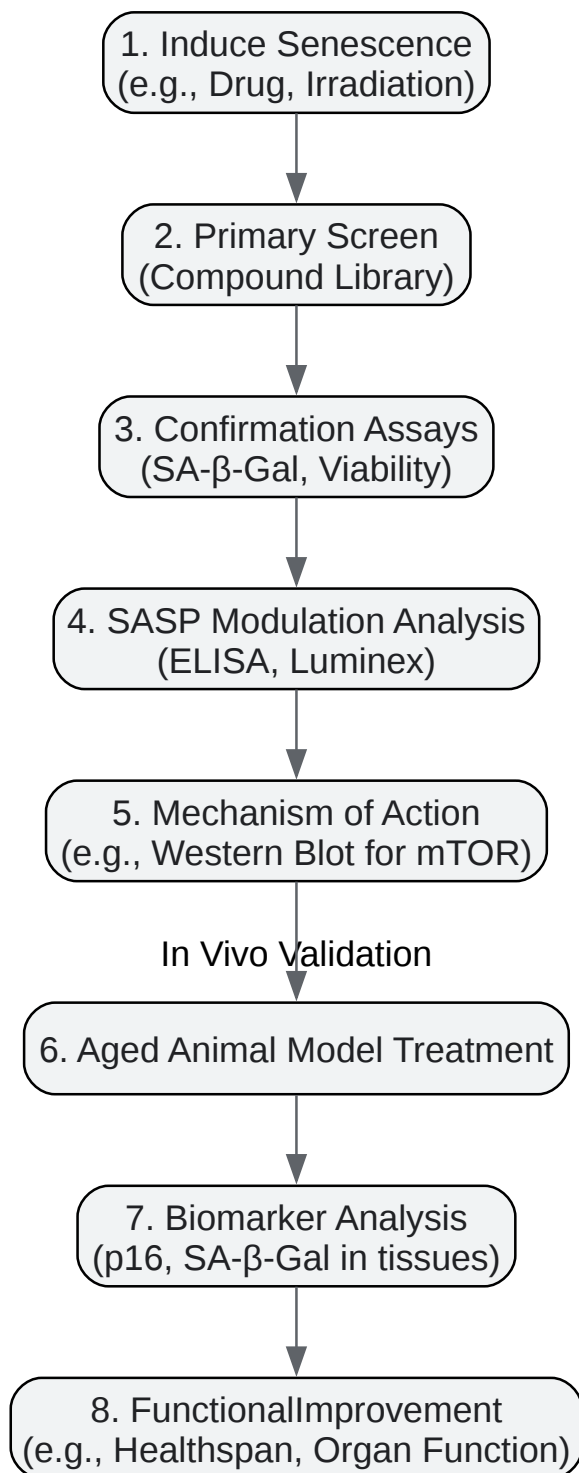 1. Induce Senescence
(e.g., Drug, Irradiation)
2. Primary Screen
(Compound Library)
3. Confirmation Assays
(SA-β-Gal, Viability)
4. SASP Modulation Analysis
(ELISA, Luminex)
5. Mechanism of Action
(e.g., Western Blot for mTOR)
In Vivo Validation
6. Aged Animal Model Treatment
7. Biomarker Analysis
(p16, SA-β-Gal in tissues)
8. FunctionalImprovement
(e.g., Healthspan, Organ Function)